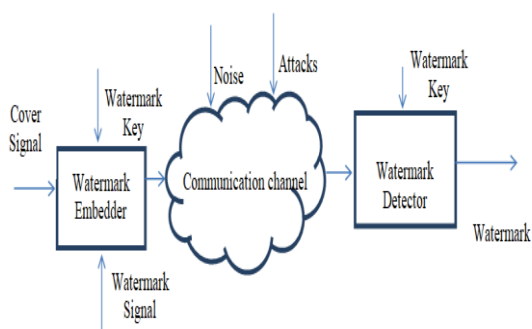 Noise
Attacks
Watermark
Key
Watermark
Key
Cover
Signal
Watermark
Embedder
Communication channel
Watermark
Detector
Watermark
Watermark
Signal